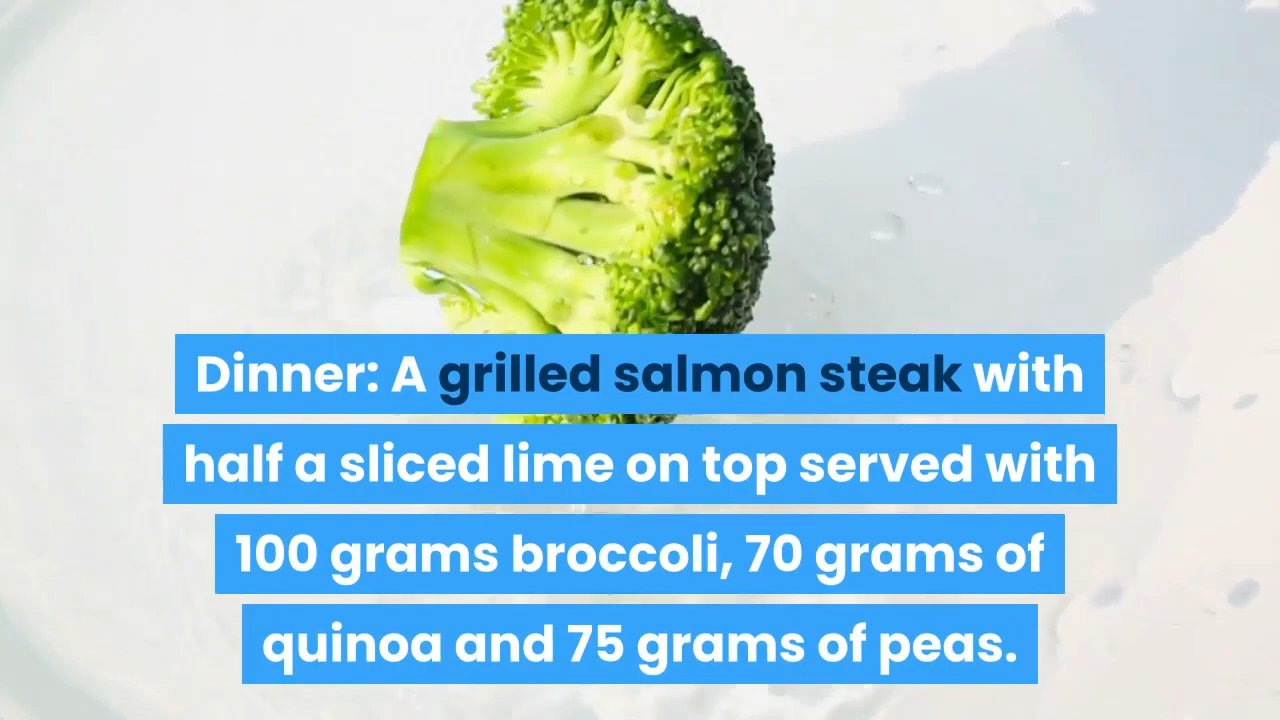 Dinner: A grilled salmon steak with
half a sliced lime on top served with
100 grams broccoli, 70 grams of
quinoa and 75 grams of peas.